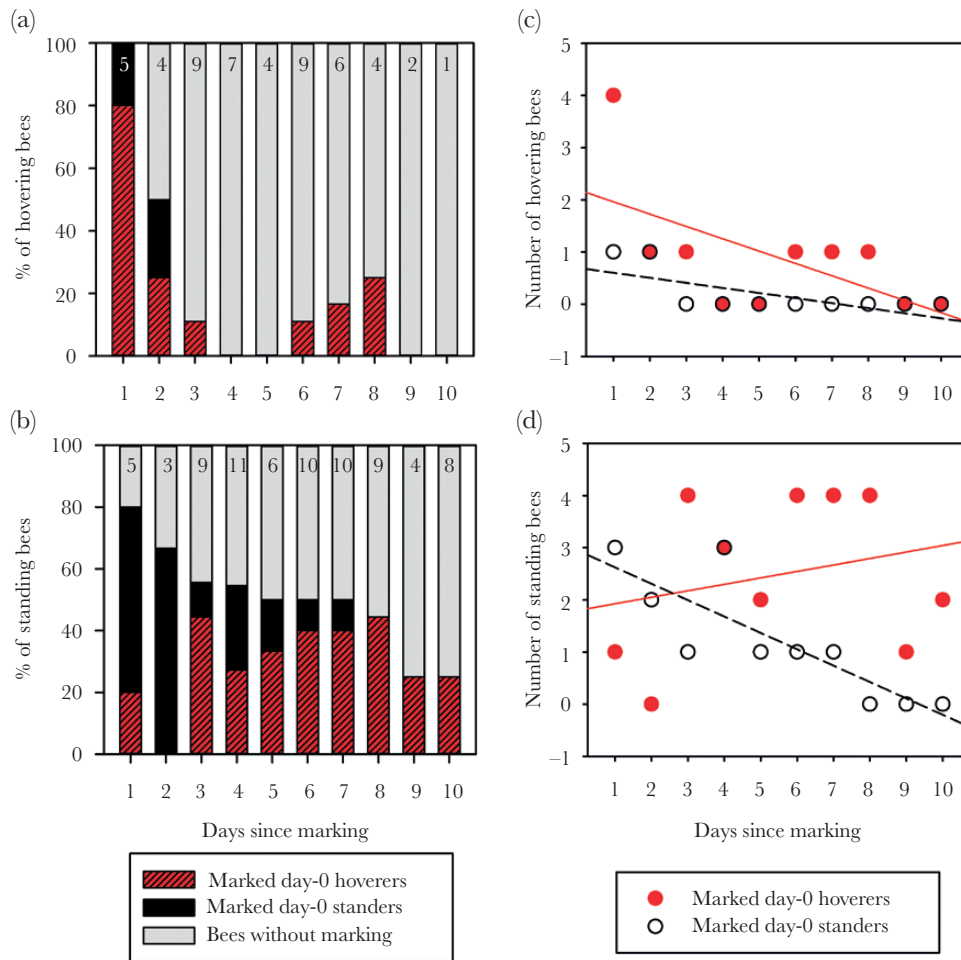 (a)
% of hovering bees
100
80
60
40
20
0
5 4 9 7 4 9 6 4 2 1
1 2 3 4 5 6 7 8 9 10
(b)
% of standing bees
100
80
60
40
20
0
5 3 9 11 6 10 10 9 4 8
1 2 3 4 5 6 7 8 9 10
Days since marking
Marked day-0 hoverers
Marked day-0 standers
Bees without marking
(c)
Number of hovering bees
5
4
3
2
1
0
–1
1 2 3 4 5 6 7 8 9 10
(d)
Number of standing bees
5
4
3
2
1
0
–1
1 2 3 4 5 6 7 8 9 10
Days since marking
Marked day-0 hoverers
Marked day-0 standers